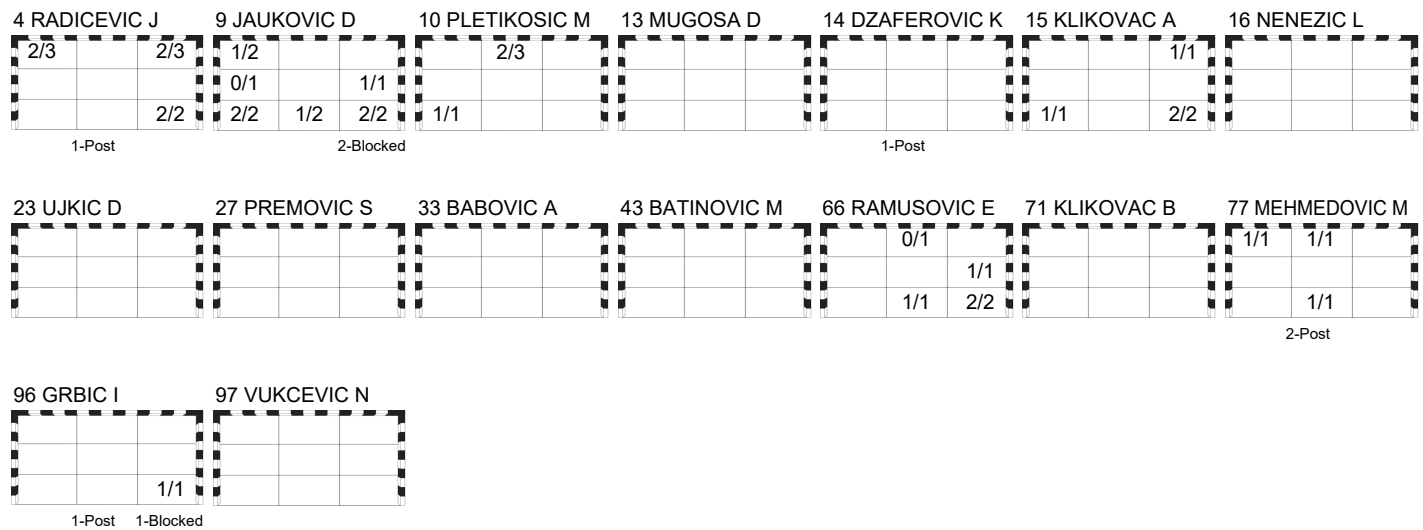 4 RADICEVIC J 9 JAUKOVIC D 10 PLETIKOSIC M 13 MUGOSA D 14 DZAFEROVIC K 15 KLIKOVAC A 16 NENEZIC L
2/3 2/3 1/2 2/3 1/1
0/1 1/1
2/2 2/2 1/2 2/2 1/1 1/1 2/2
1-Post 2-Blocked 1-Post
23 UJKIC D 27 PREMOVIC S 33 BABOVIC A 43 BATINOVIC M 66 RAMUSOVIC E 71 KLIKOVAC B 77 MEHMEDOVIC M
0/1 1/1 1/1
1/1
1/1 2/2 1/1
2-Post
96 GRBIC I 97 VUKCEVIC N
1/1
1-Post 1-Blocked